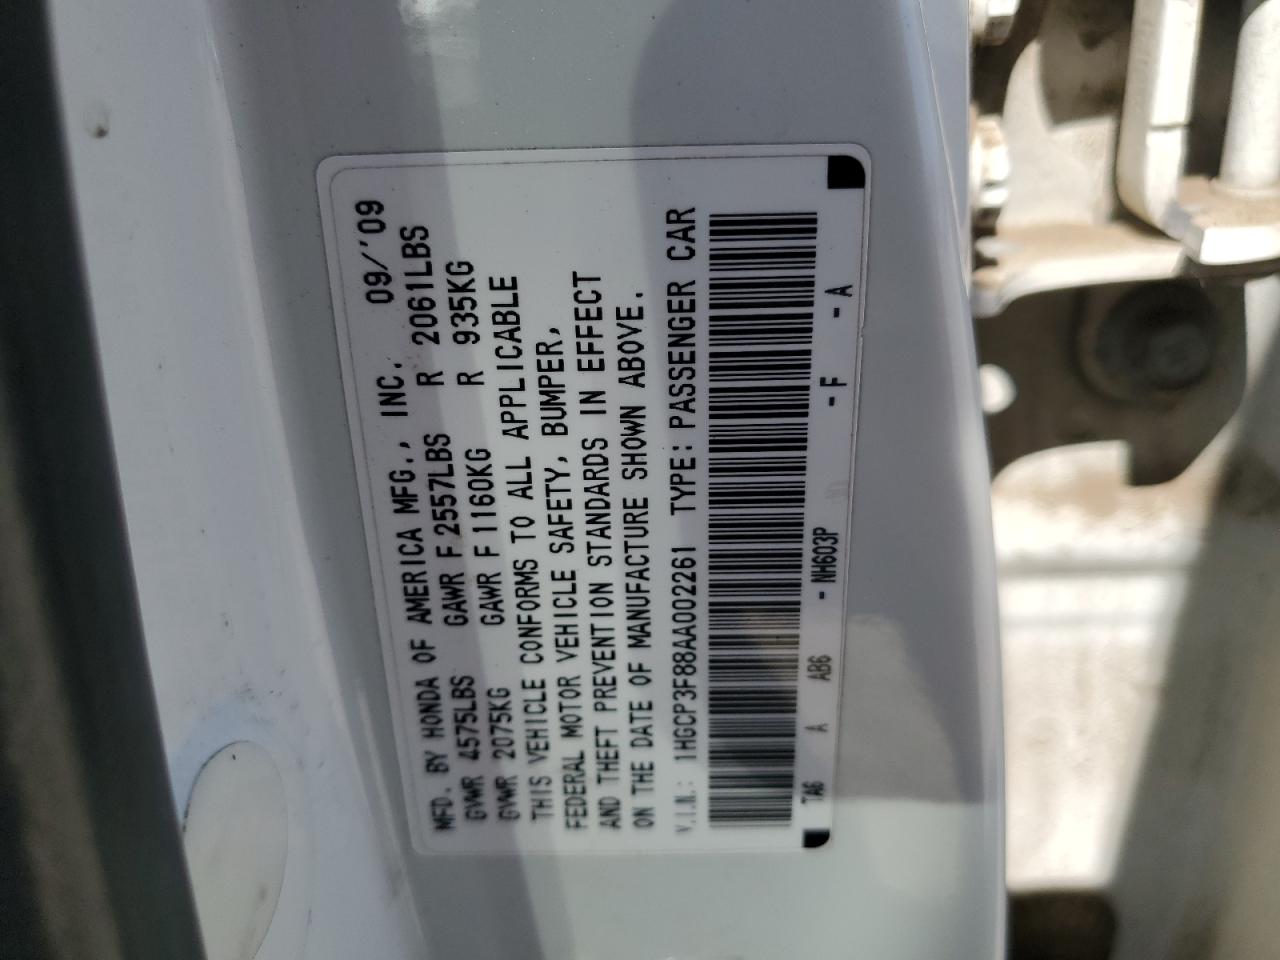 MFD. BY HONDA OF AMERICA MFG., INC. 09/'09
GVWR 4575LBS GAWR F 2557LBS R 2061LBS
GVWR 2075KG GAWR F 1160KG R 935KG
THIS VEHICLE CONFORMS TO ALL APPLICABLE
FEDERAL MOTOR VEHICLE SAFETY, BUMPER,
AND THEFT PREVENTION STANDARDS IN EFFECT
ON THE DATE OF MANUFACTURE SHOWN ABOVE.
V.I.N.: 1HGCP3F88AA002261 TYPE: PASSENGER CAR
TA6 A AB6 - NH603P - F - A